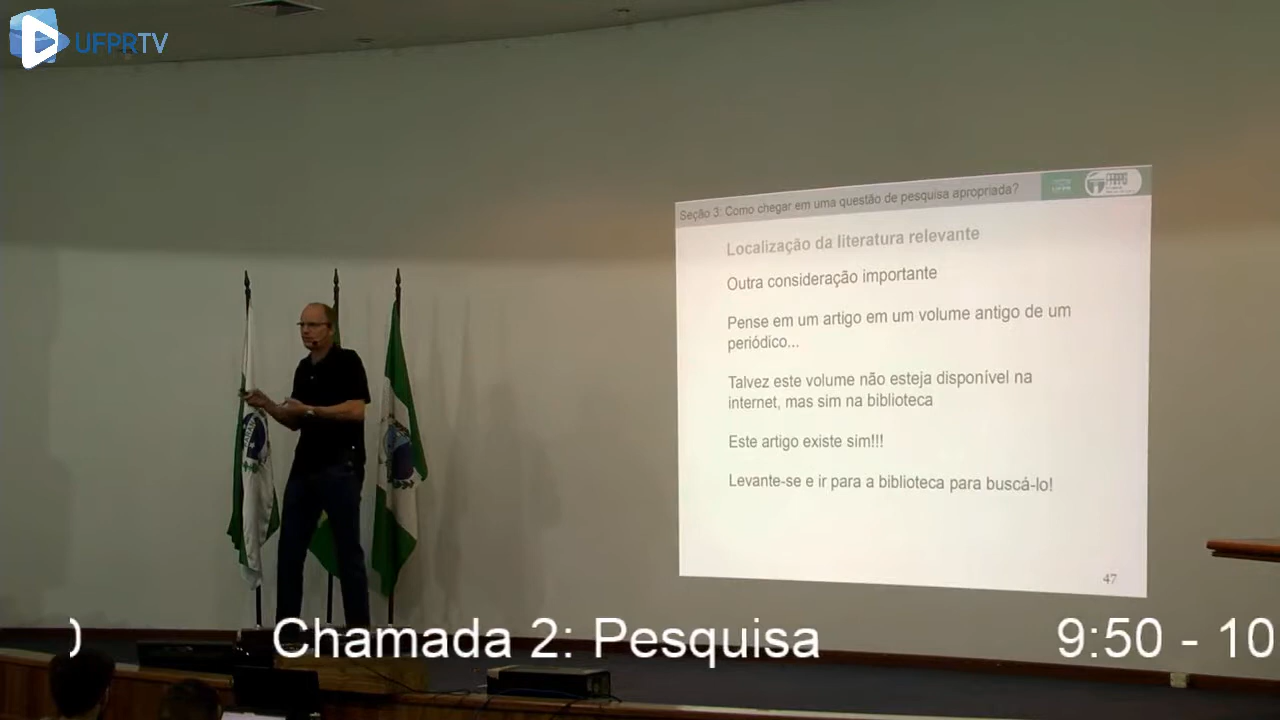 UFPRTV
Seção 3: Como chegar em uma questão de pesquisa apropriada?
Localização da literatura relevante
Outra consideração importante
Pense em um artigo em um volume antigo de um
periódico...
Talvez este volume não esteja disponível na
internet, mas sim na biblioteca
Este artigo existe sim!!!
Levante-se e ir para a biblioteca para buscá-lo!
47
Chamada 2: Pesquisa
9:50 - 10